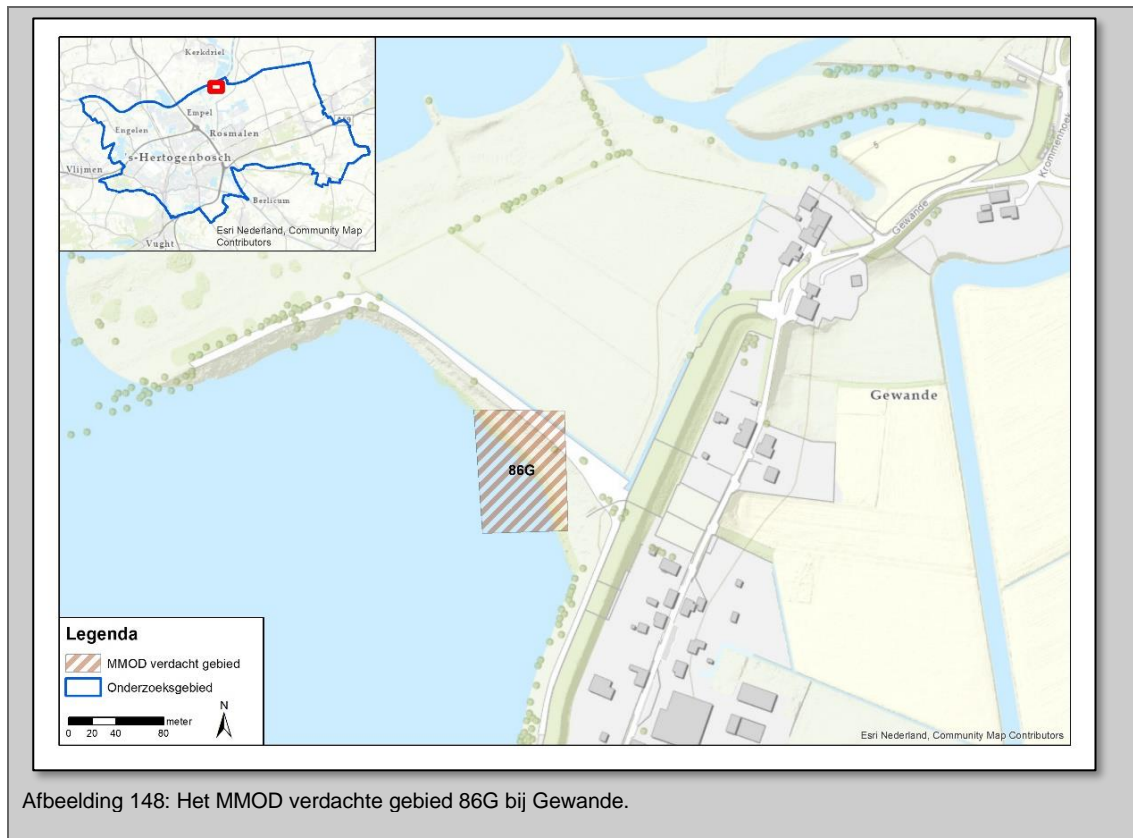 Kerkdriel
Empel
Engelen
Rosmalen
's-Hertogenbosch
Vlijmen
Berlicum
Vught
Esri Nederland, Community Map
Contributors
Krommenhoek
Gewande
Gewande
86G
Legenda
MMOD verdacht gebied
Onderzoeksgebied
N
meter
0 20 40 80
Esri Nederland, Community Map Contributors
Afbeelding 148: Het MMOD verdachte gebied 86G bij Gewande.